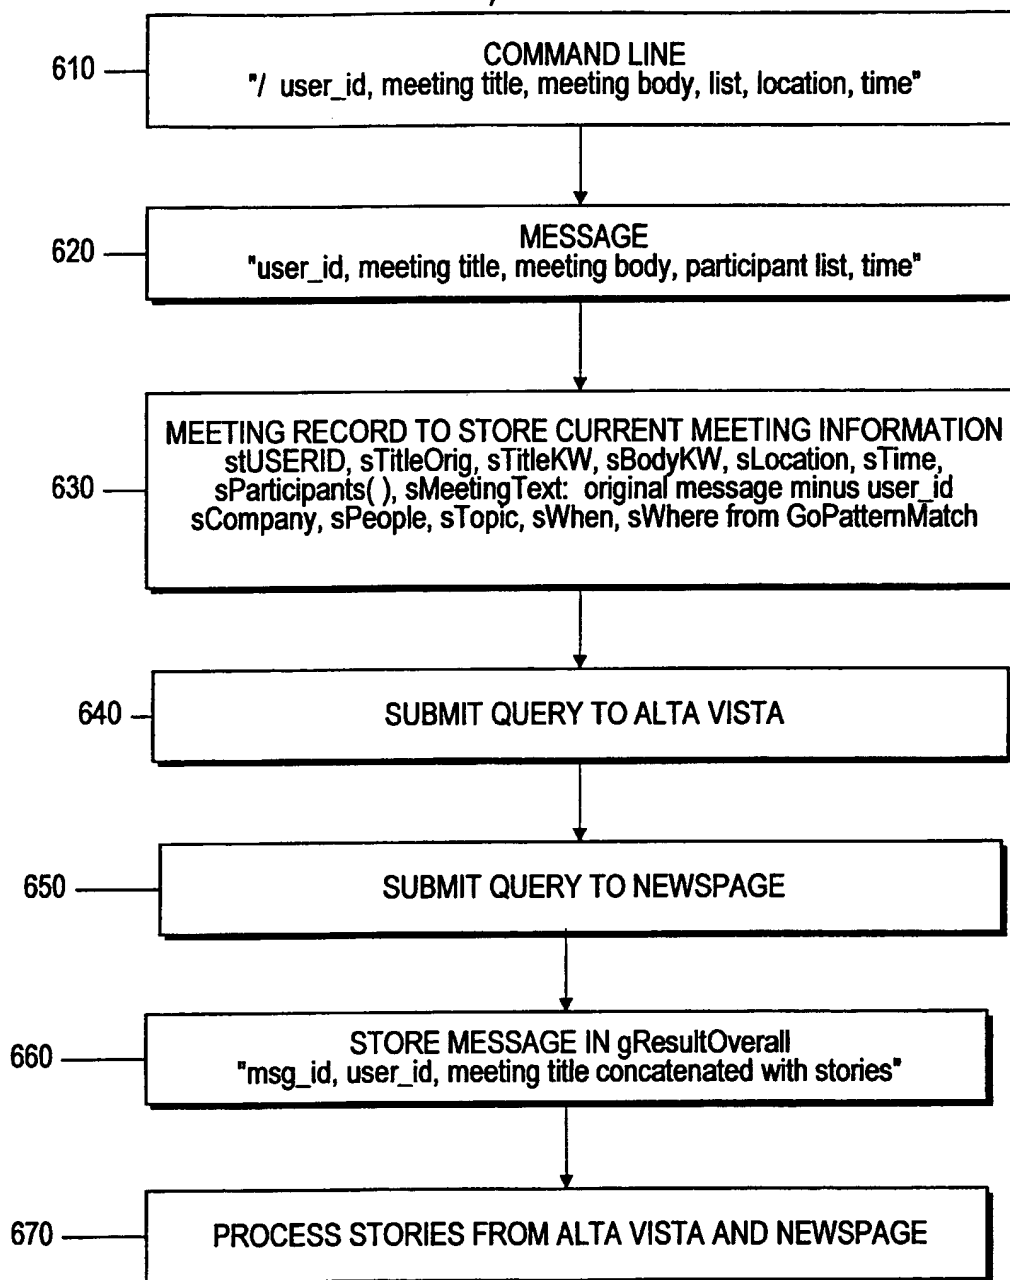 610
COMMAND LINE
"/ user_id, meeting title, meeting body, list, location, time"
620
MESSAGE
"user_id, meeting title, meeting body, participant list, time"
630
MEETING RECORD TO STORE CURRENT MEETING INFORMATION
stUSERID, sTitleOrig, sTitleKW, sBodyKW, sLocation, sTime,
sParticipants( ), sMeetingText: original message minus user_id
sCompany, sPeople, sTopic, sWhen, sWhere from GoPatternMatch
640
SUBMIT QUERY TO ALTA VISTA
650
SUBMIT QUERY TO NEWSPAGE
660
STORE MESSAGE IN gResultOverall
"msg_id, user_id, meeting title concatenated with stories"
670
PROCESS STORIES FROM ALTA VISTA AND NEWSPAGE